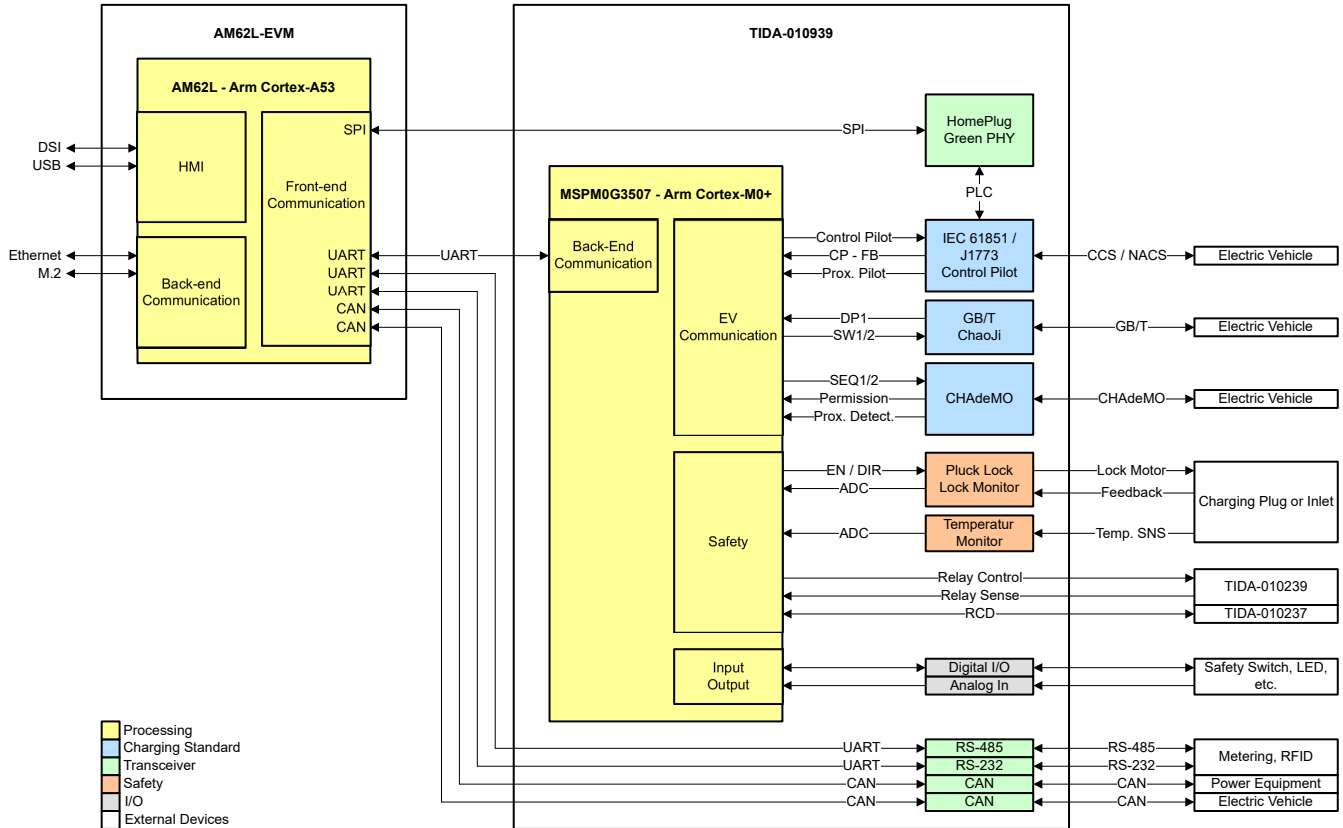 AM62L-EVM
AM62L - Arm Cortex-A53
HMI
Front-end
Communication
Back-end
Communication
SPI
UART
UART
UART
CAN
CAN
DSI
USB
Ethernet
M.2
SPI
UART
TIDA-010939
HomePlug
Green PHY
PLC
MSPM0G3507 - Arm Cortex-M0+
Back-End
Communication
EV
Communication
Control Pilot
CP - FB
Prox. Pilot
IEC 61851 /
J1773
Control Pilot
CCS / NACS
Electric Vehicle
DP1
SW1/2
GB/T
ChaoJi
GB/T
Electric Vehicle
SEQ1/2
Permission
Prox. Detect.
CHAdeMO
CHAdeMO
Electric Vehicle
Safety
EN / DIR
ADC
Pluck Lock
Lock Monitor
Lock Motor
Feedback
Charging Plug or Inlet
ADC
Temperatur
Monitor
Temp. SNS
Relay Control
Relay Sense
RCD
TIDA-010239
TIDA-010237
Input
Output
Digital I/O
Analog In
Safety Switch, LED,
etc.
UART
RS-485
RS-485
UART
RS-232
RS-232
Metering, RFID
CAN
CAN
CAN
Power Equipment
CAN
CAN
CAN
Electric Vehicle
Processing
Charging Standard
Transceiver
Safety
I/O
External Devices